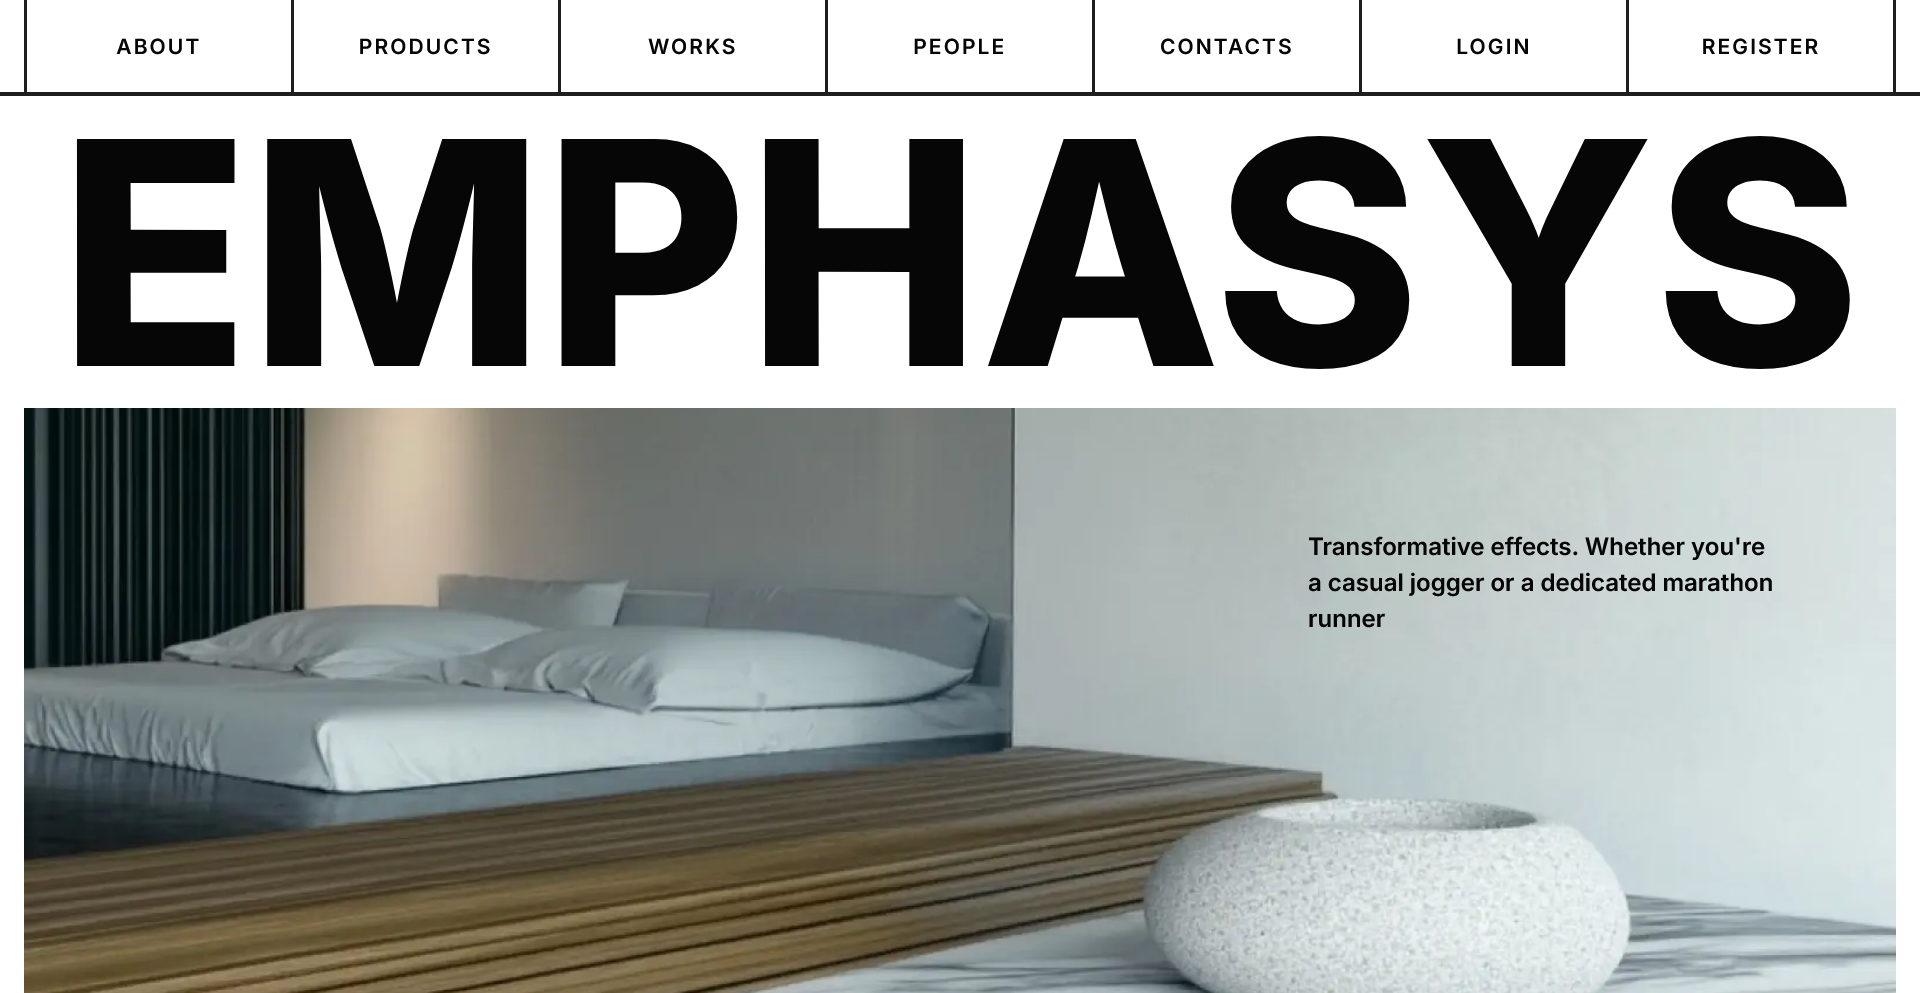 ABOUT
PRODUCTS
WORKS
PEOPLE
CONTACTS
LOGIN
REGISTER
EMPHASYS
Transformative effects. Whether you're
a casual jogger or a dedicated marathon
runner